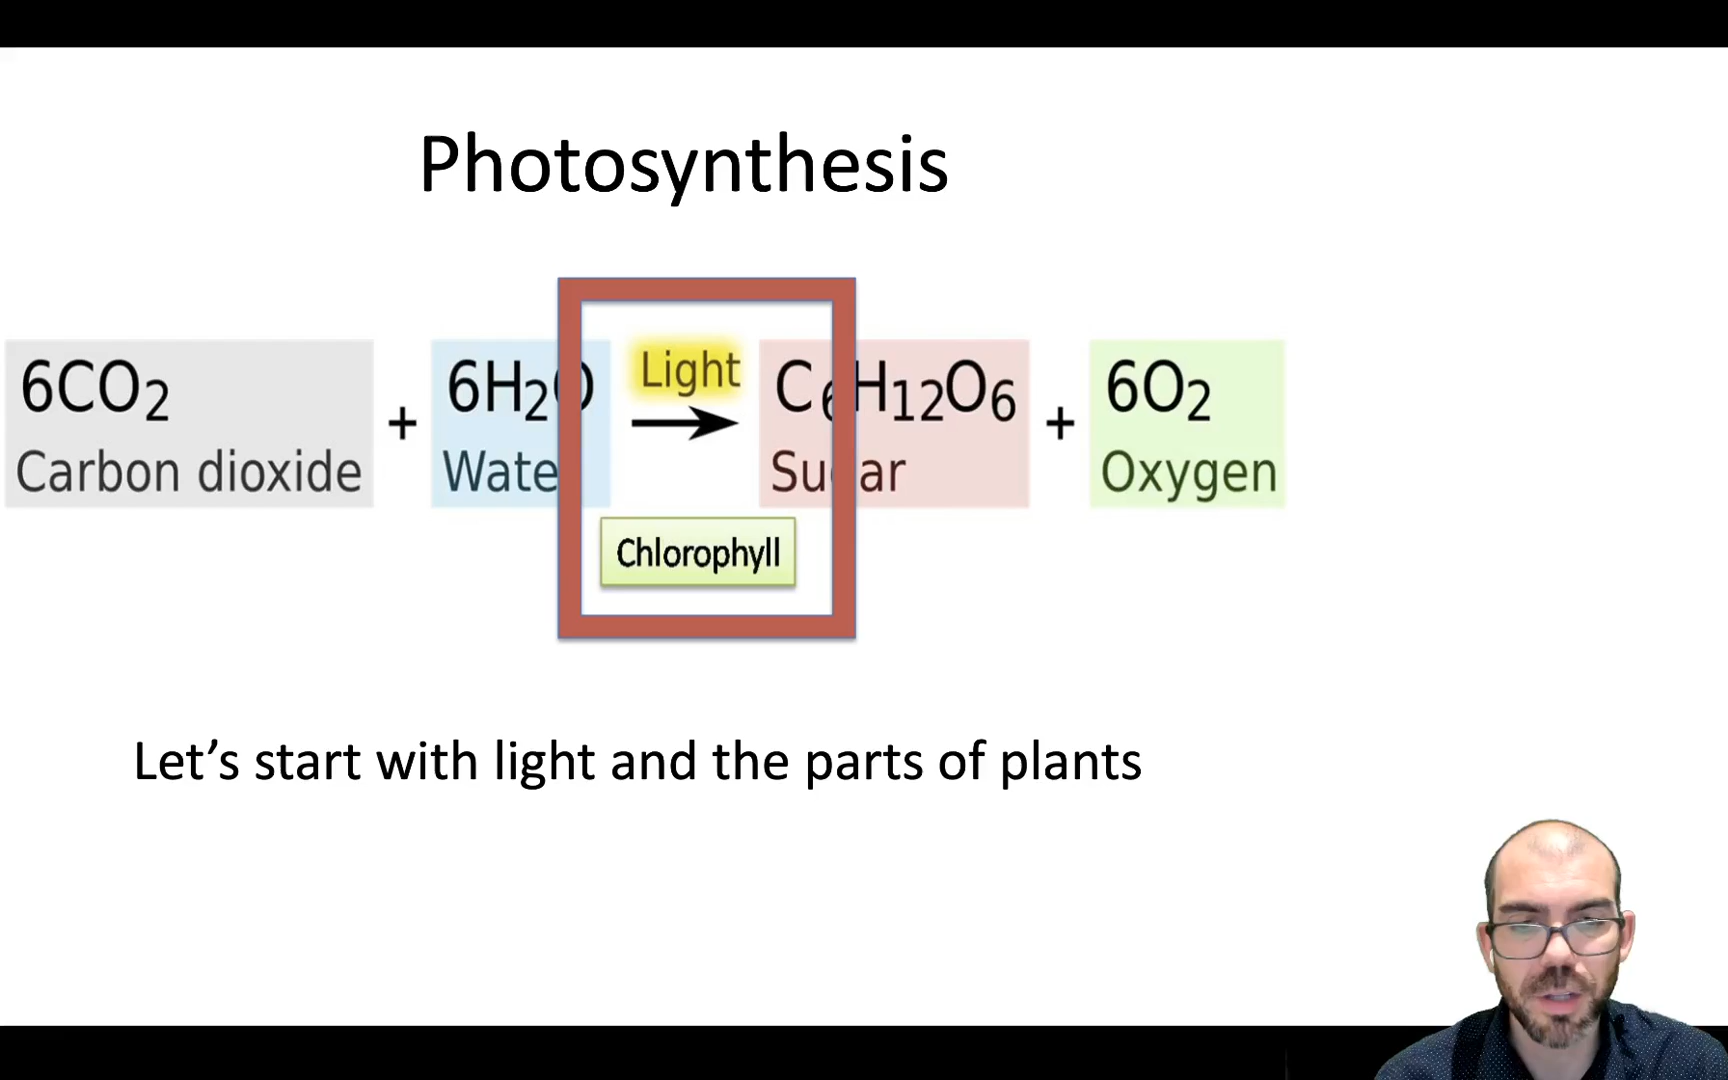 Photosynthesis
6CO2 + 6H2O Light C6H12O6 + 6O2
Carbon dioxide Wate Sugar Oxygen
Chlorophyll
Let’s start with light and the parts of plants